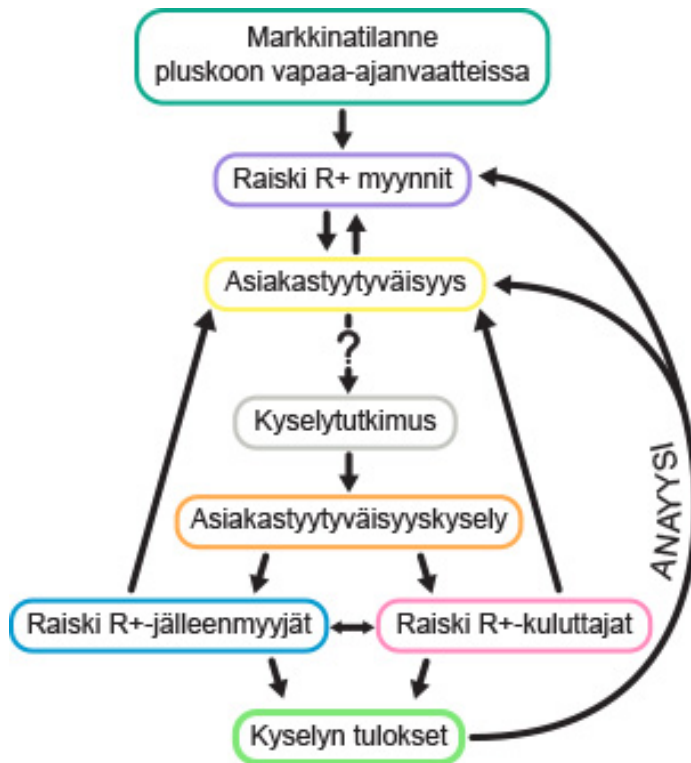 Markkinatilanne
pluskoon vapaa-ajanvaatteissa
Raiski R+ myynnit
Asiakastyytyväisyys
?
Kyselytutkimus
Asiakastyytyväisyyskysely
Raiski R+-jälleenmyyjät
Raiski R+-kuluttajat
Kyselyn tulokset
ANAYYSI